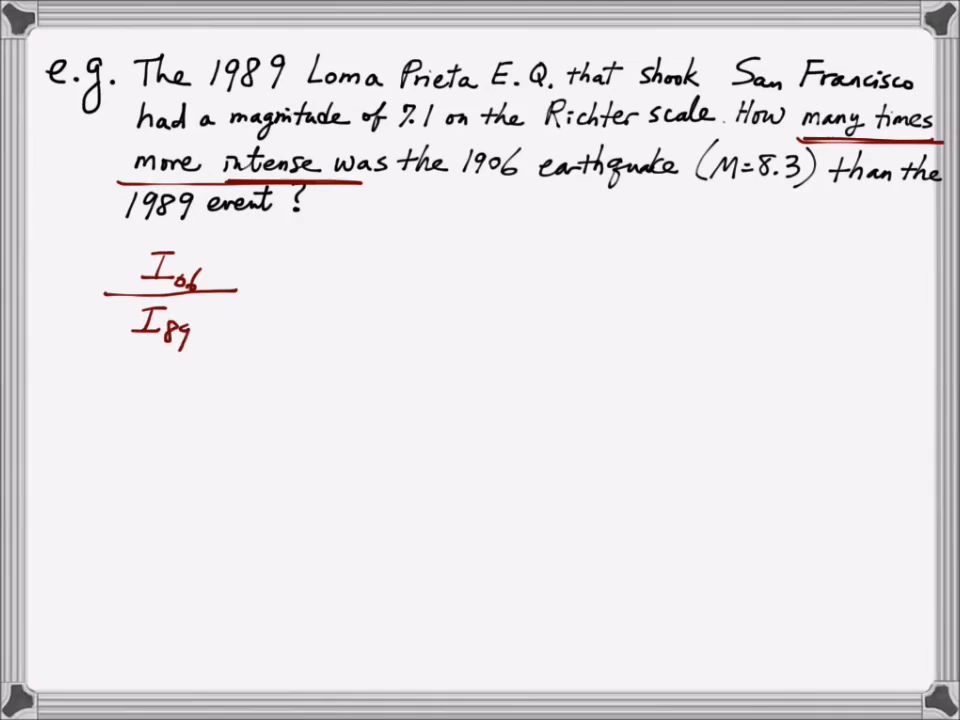 e.g. The 1989 Loma Prieta E.Q. that shook San Francisco
had a magnitude of 7.1 on the Richter scale. How many times
more intense was the 1906 earthquake (M=8.3) than the
1989 event?
I06
I89